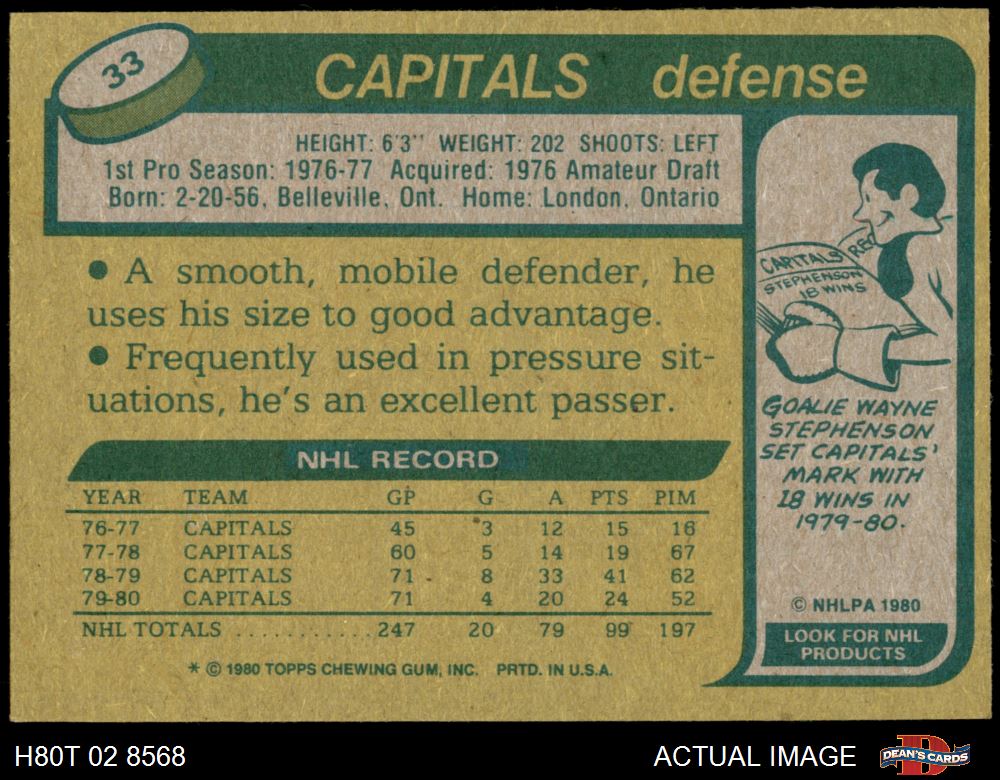 33
CAPITALS defense
HEIGHT: 6'3" WEIGHT: 202 SHOOTS: LEFT
1st Pro Season: 1976-77 Acquired: 1976 Amateur Draft
Born: 2-20-56, Belleville, Ont. Home: London, Ontario
● A smooth, mobile defender, he
uses his size to good advantage.
● Frequently used in pressure sit-
uations, he's an excellent passer.
NHL RECORD
YEAR TEAM GP G A PTS PIM
76-77 CAPITALS 45 3 12 15 16
77-78 CAPITALS 60 5 14 19 67
78-79 CAPITALS 71 8 33 41 62
79-80 CAPITALS 71 4 20 24 52
NHL TOTALS ........... 247 20 79 99 197
* © 1980 TOPPS CHEWING GUM, INC. PRTD. IN U.S.A.
CAPITALS REC
STEPHENSON
18 WINS
GOALIE WAYNE
STEPHENSON
SET CAPITALS'
MARK WITH
18 WINS IN
1979-80.
© NHLPA 1980
LOOK FOR NHL
PRODUCTS
H80T 02 8568
ACTUAL IMAGE
D
DEAN'S CARDS